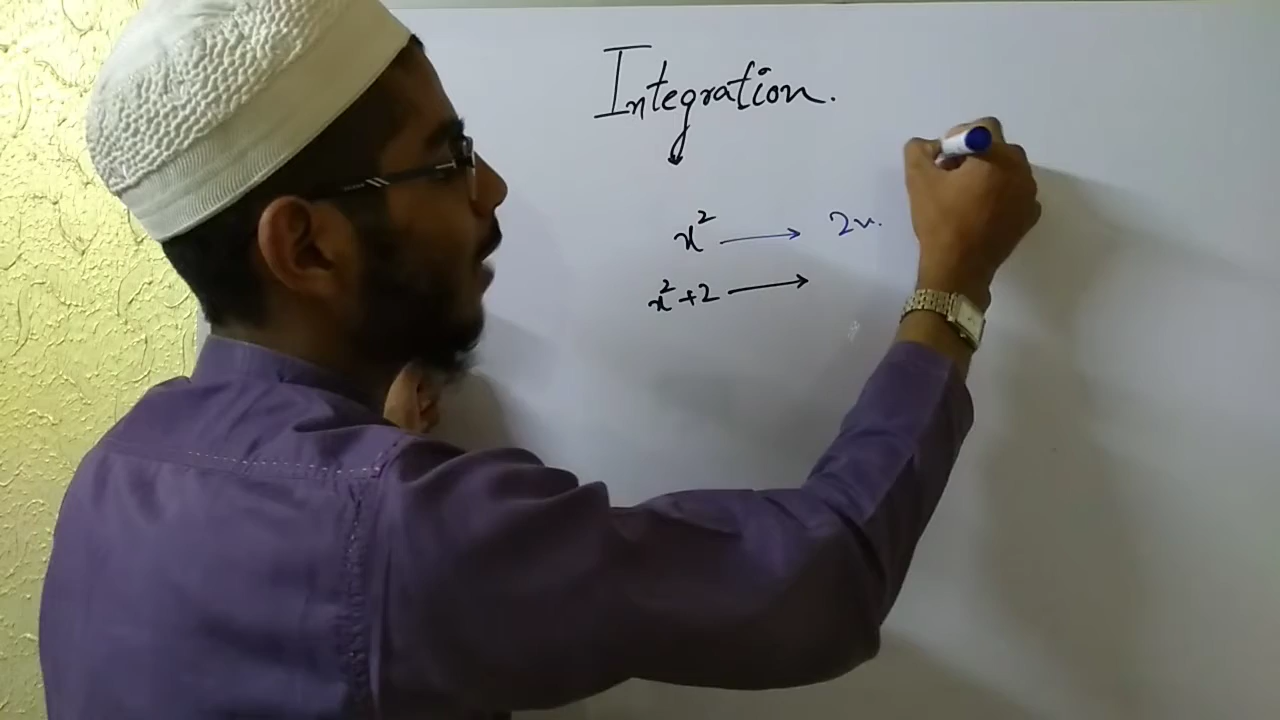 Integration.
x² → 2x.
x²+2 →